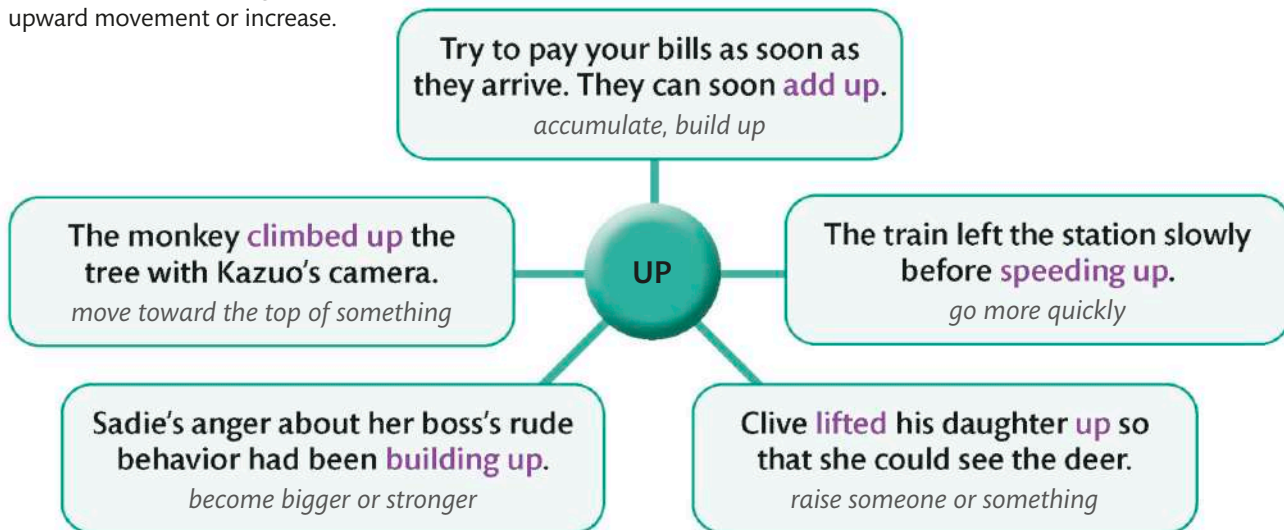 upward movement or increase.
Try to pay your bills as soon as
they arrive. They can soon add up.
accumulate, build up
The monkey climbed up the
tree with Kazuo's camera.
move toward the top of something
UP
The train left the station slowly
before speeding up.
go more quickly
Sadie's anger about her boss's rude
behavior had been building up.
become bigger or stronger
Clive lifted his daughter up so
that she could see the deer.
raise someone or something